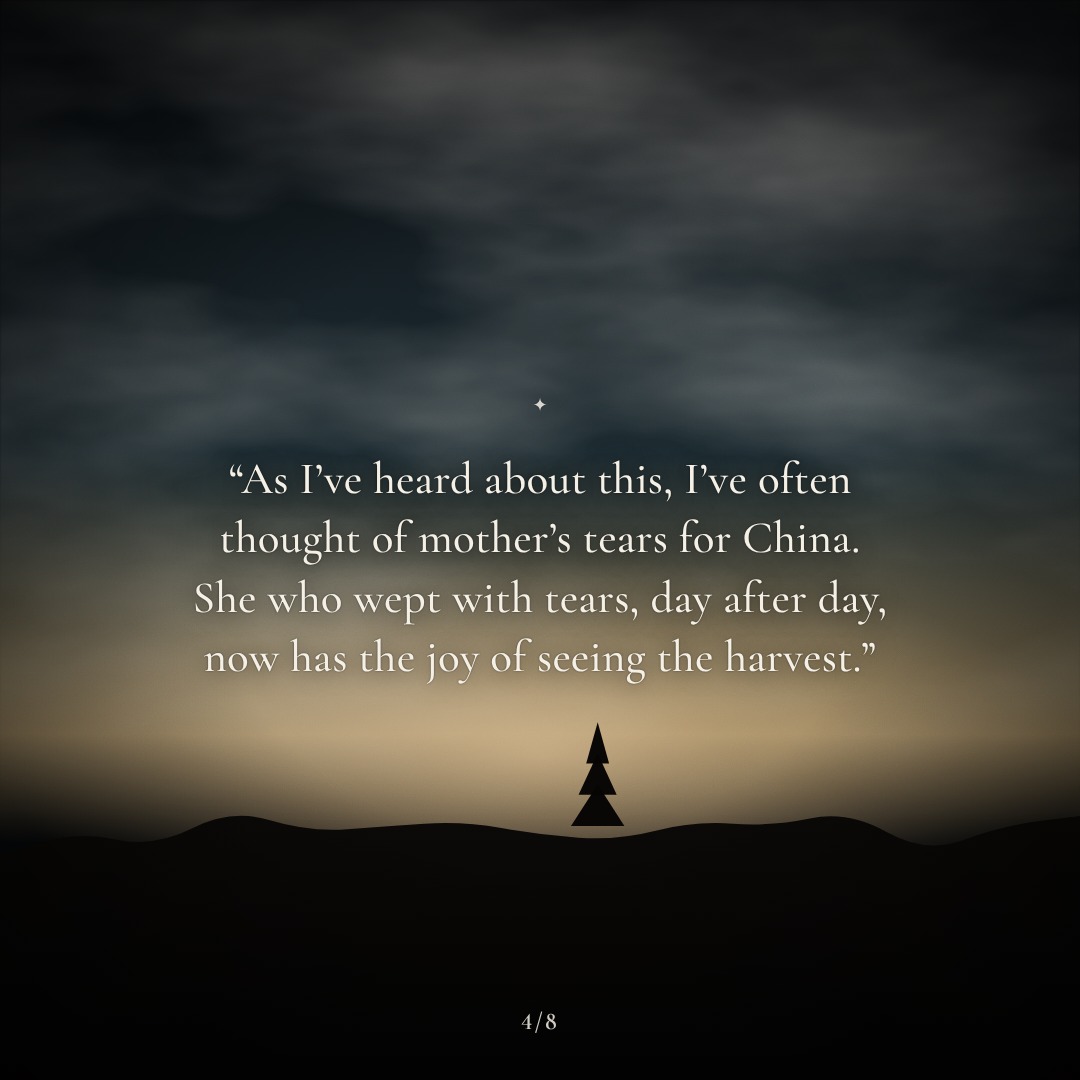 “As I’ve heard about this, I’ve often
thought of mother’s tears for China.
She who wept with tears, day after day,
now has the joy of seeing the harvest.”
4/8